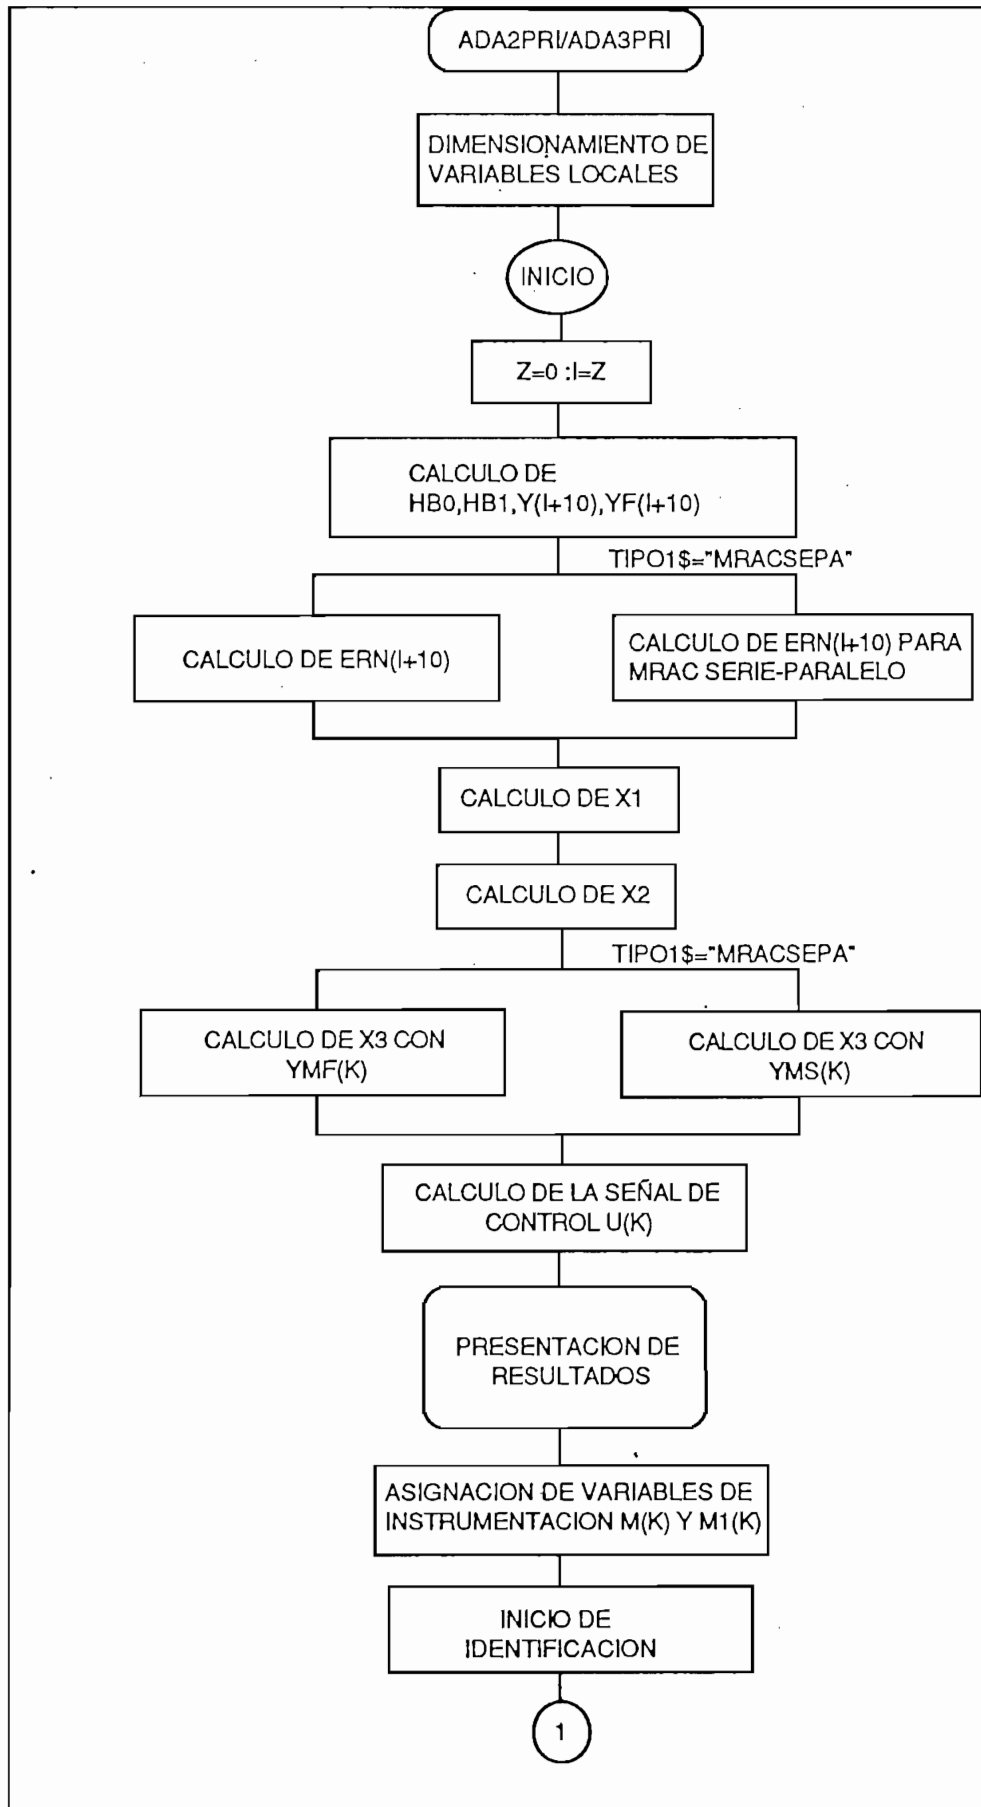 ADA2PRI/ADA3PRI
DIMENSIONAMIENTO DE
VARIABLES LOCALES
INICIO
Z=0 :I=Z
CALCULO DE
HB0,HB1,Y(I+10),YF(I+10)
TIPO1$="MRACSEPA"
CALCULO DE ERN(I+10)
CALCULO DE ERN(I+10) PARA
MRAC SERIE-PARALELO
CALCULO DE X1
CALCULO DE X2
TIPO1$="MRACSEPA"
CALCULO DE X3 CON
YMF(K)
CALCULO DE X3 CON
YMS(K)
CALCULO DE LA SEÑAL DE
CONTROL U(K)
PRESENTACION DE
RESULTADOS
ASIGNACION DE VARIABLES DE
INSTRUMENTACION M(K) Y M1(K)
INICIO DE
IDENTIFICACION
1